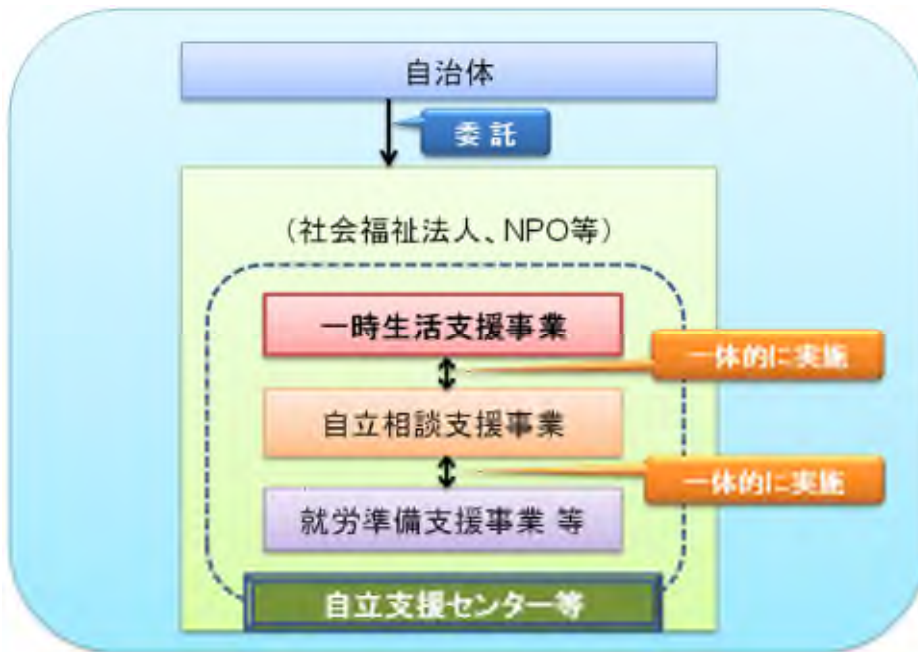 自治体
委託
（社会福祉法人、NPO等）
一時生活支援事業
一体的に実施
自立相談支援事業
一体的に実施
就労準備支援事業 等
自立支援センター等